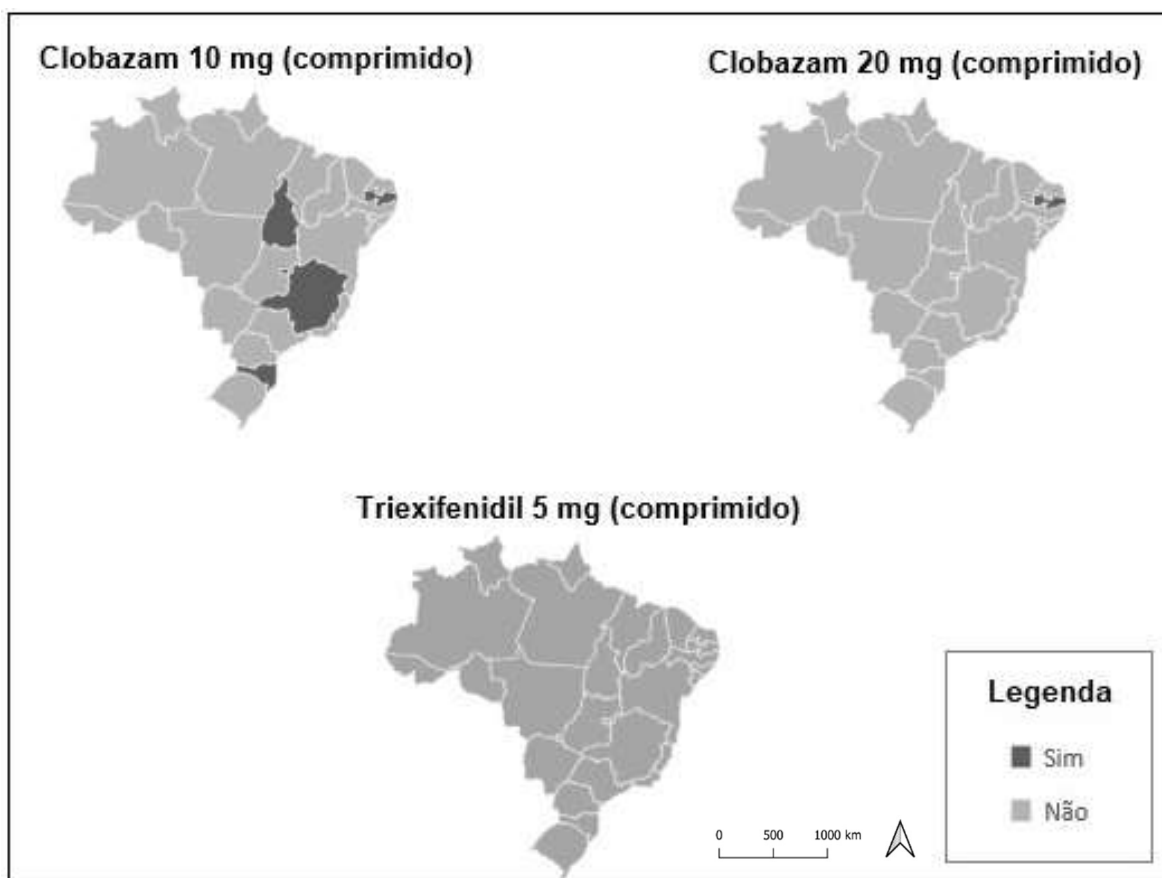 Clobazam 10 mg (comprimido)
Clobazam 20 mg (comprimido)
Triexifenidil 5 mg (comprimido)
Legenda
Sim
Não
0 500 1000 km